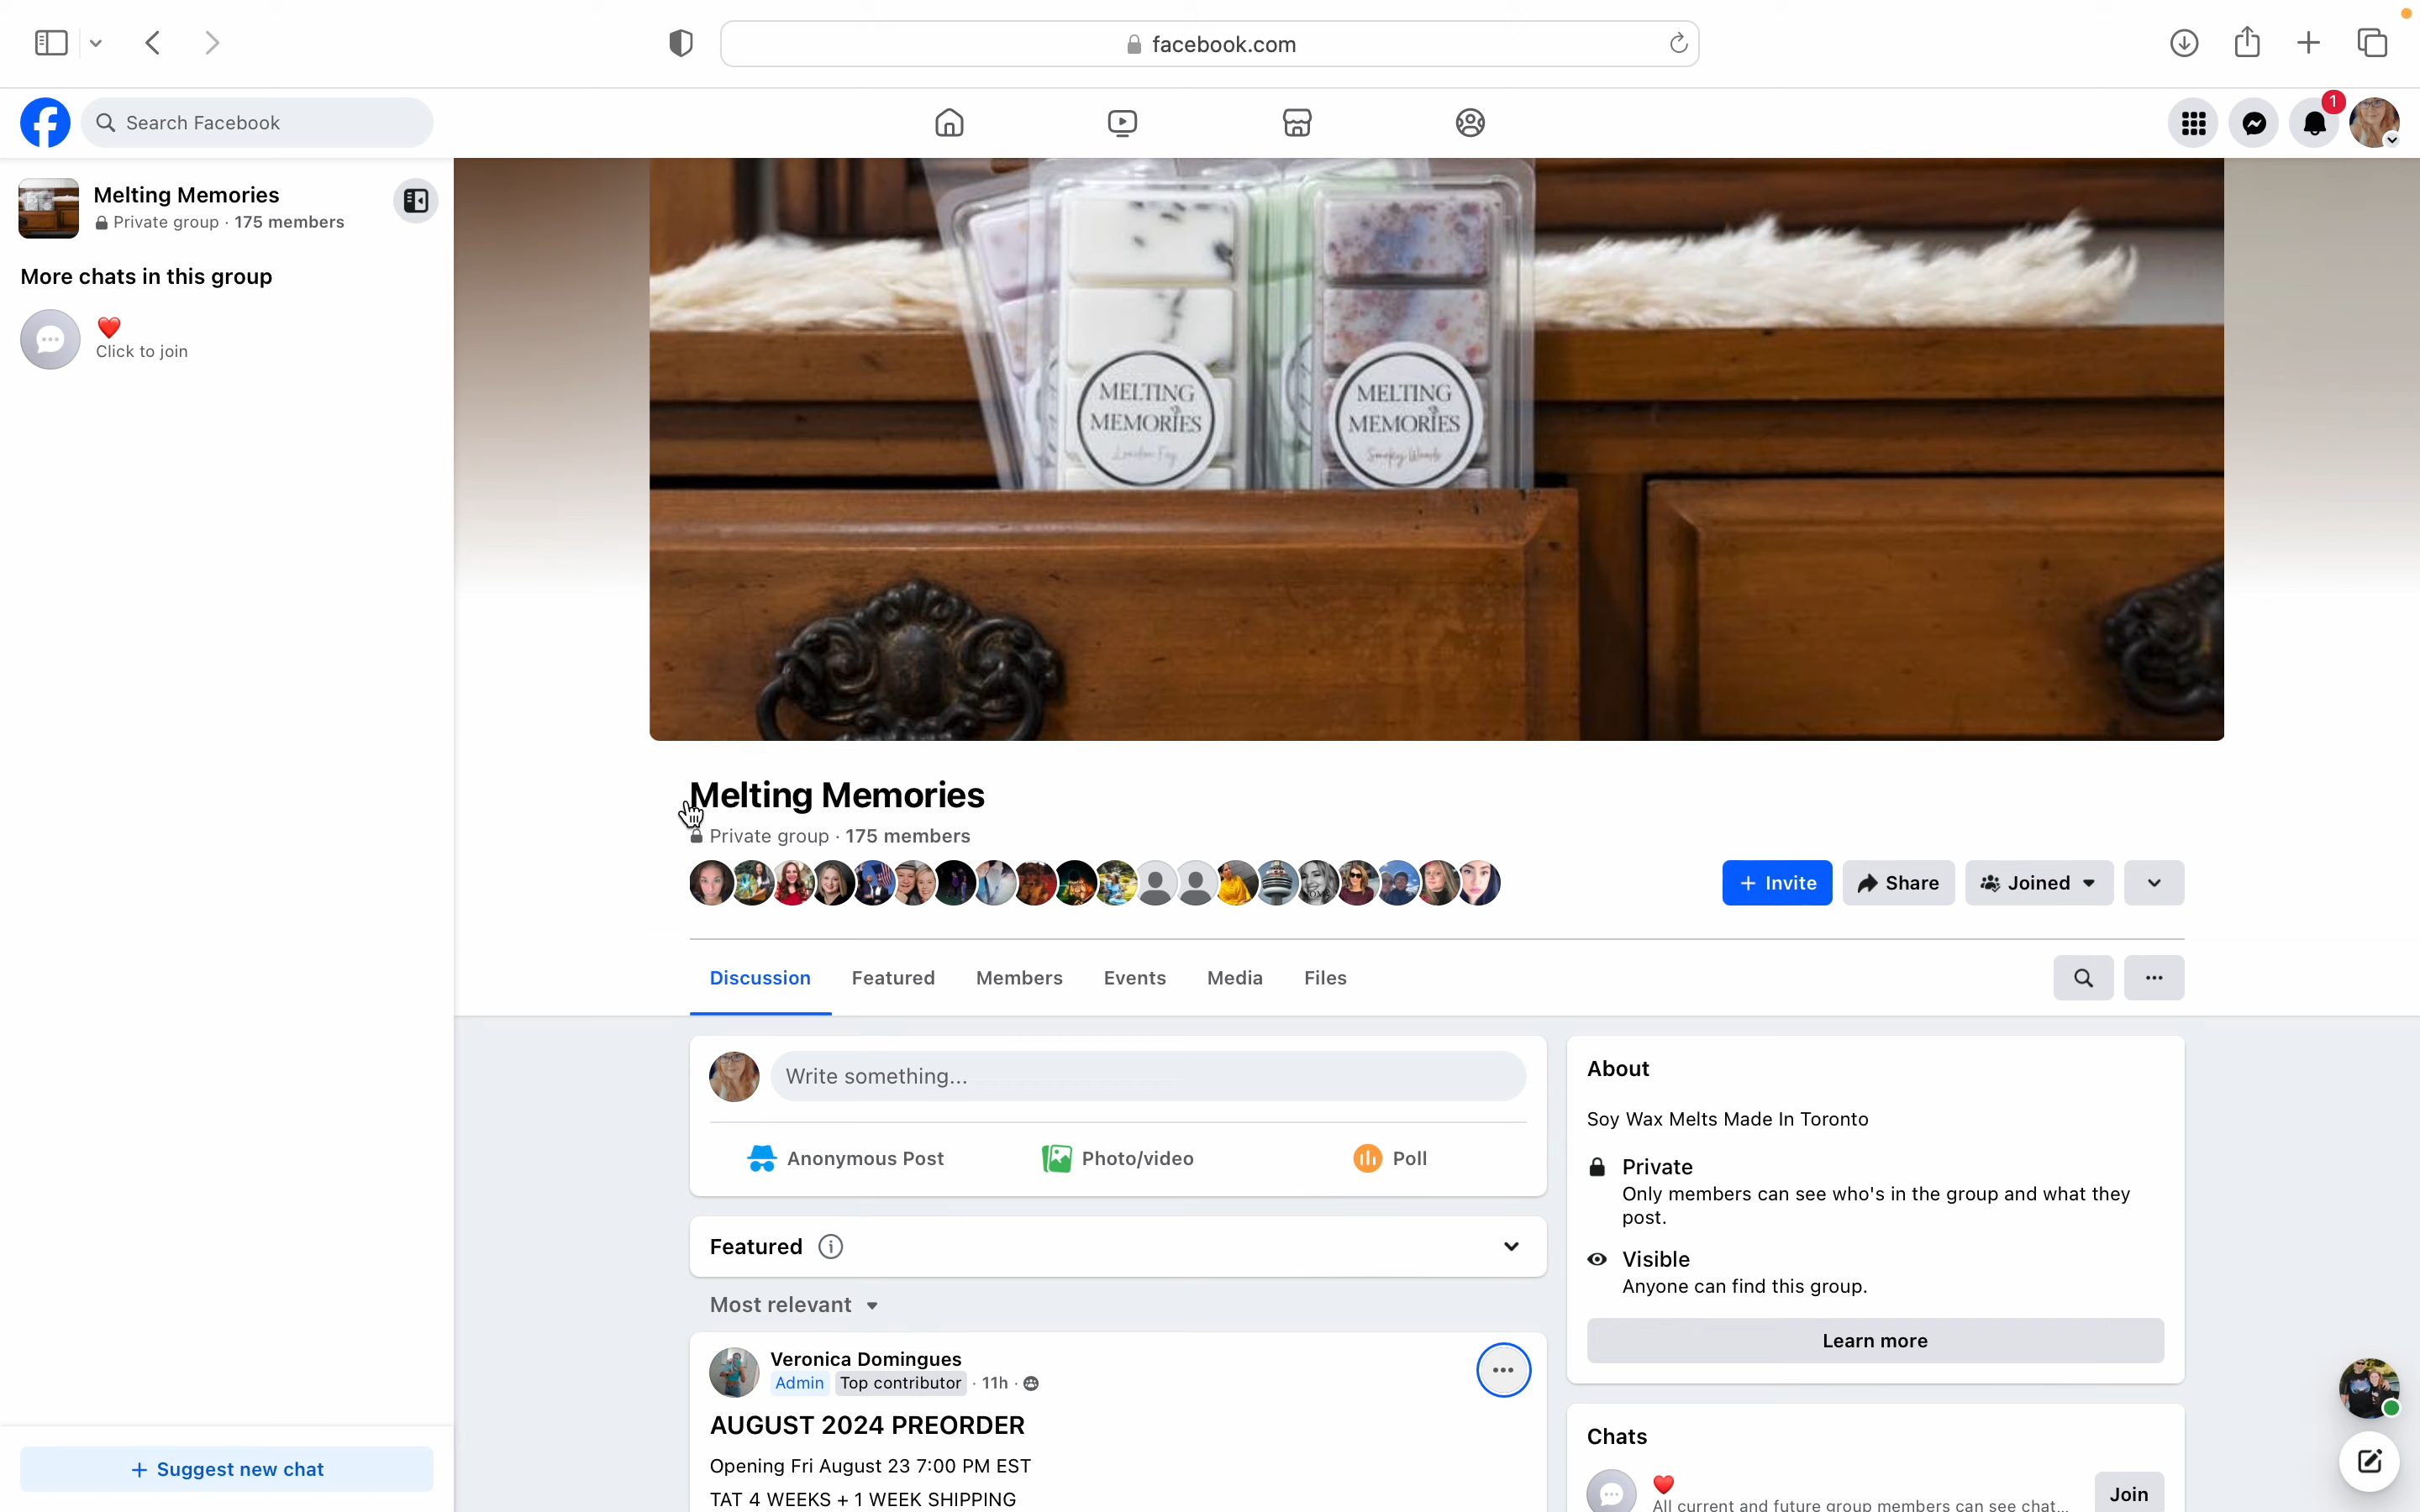 facebook.com
Search Facebook
1
Melting Memories
Private group · 175 members
More chats in this group
❤️
Click to join
MELTING
MEMORIES
London Fog
MELTING
MEMORIES
Smoky Woods
Melting Memories
Private group · 175 members
+ Invite
Share
Joined
Discussion
Featured
Members
Events
Media
Files
Write something...
Anonymous Post
Photo/video
Poll
Featured
Most relevant
Veronica Domingues
Admin Top contributor · 11h ·
AUGUST 2024 PREORDER
Opening Fri August 23 7:00 PM EST
TAT 4 WEEKS + 1 WEEK SHIPPING
About
Soy Wax Melts Made In Toronto
Private
Only members can see who's in the group and what they
post.
Visible
Anyone can find this group.
Learn more
Chats
❤️
All current and future group members can see chat...
Join
+ Suggest new chat